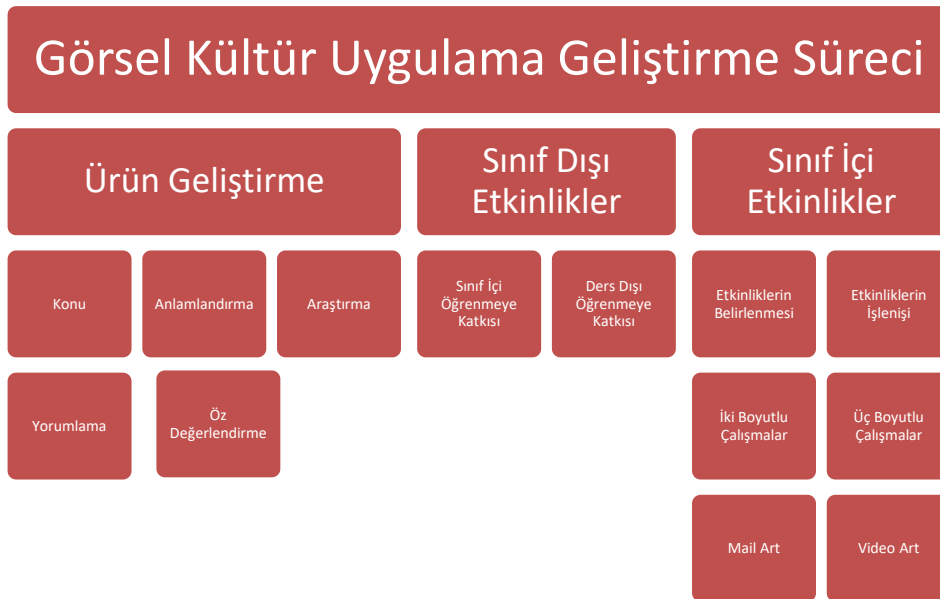 Görsel Kültür Uygulama Geliştirme Süreci
Ürün Geliştirme
Sınıf Dışı
Etkinlikler
Sınıf İçi
Etkinlikler
Konu
Anlamlandırma
Araştırma
Sınıf İçi
Öğrenmeye
Katkısı
Ders Dışı
Öğrenmeye
Katkısı
Etkinliklerin
Belirlenmesi
Etkinliklerin
İşlenişi
Yorumlama
Öz
Değerlendirme
İki Boyutlu
Çalışmalar
Üç Boyutlu
Çalışmalar
Mail Art
Video Art